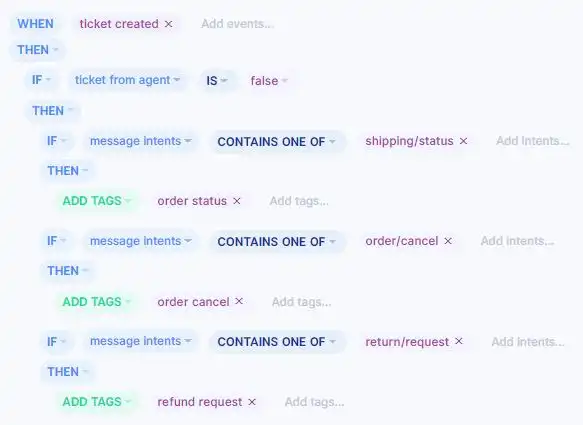 WHEN ticket created × Add events...
THEN
IF ticket from agent IS false
THEN
IF message intents CONTAINS ONE OF shipping/status × Add intents...
THEN
ADD TAGS order status × Add tags...
IF message intents CONTAINS ONE OF order/cancel × Add intents...
THEN
ADD TAGS order cancel × Add tags...
IF message intents CONTAINS ONE OF return/request × Add intents...
THEN
ADD TAGS refund request × Add tags...